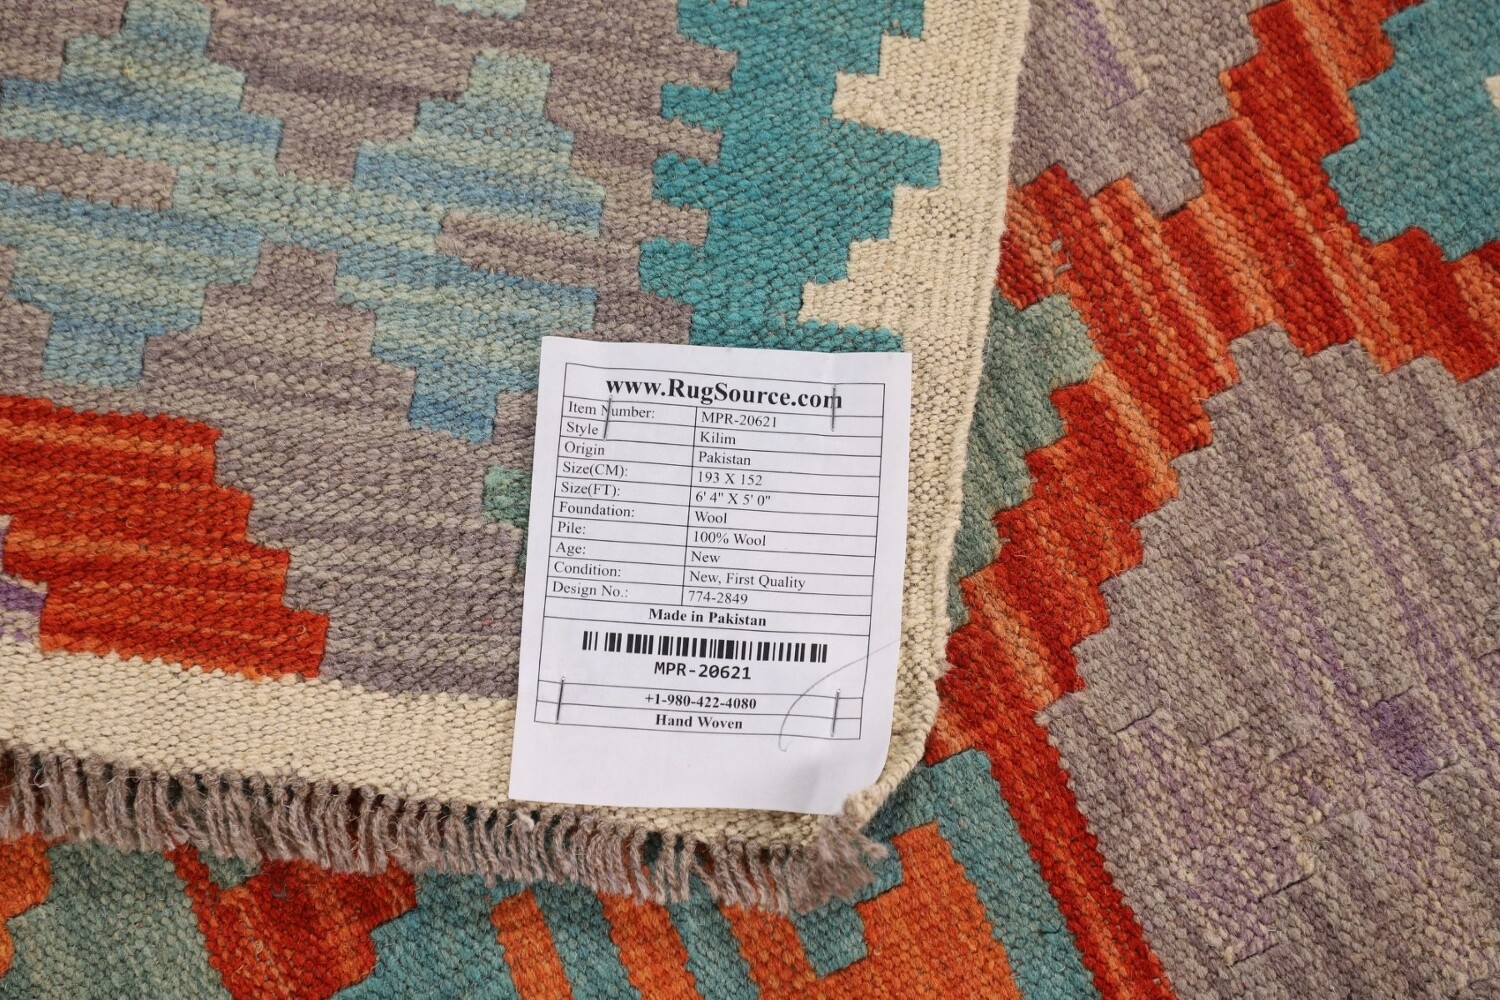 www.RugSource.com
Item Number: MPR-20621
Style Kilim
Origin Pakistan
Size(CM): 193 X 152
Size(FT): 6' 4" X 5' 0"
Foundation: Wool
Pile: 100% Wool
Age: New
Condition: New, First Quality
Design No.: 774-2849
Made in Pakistan
MPR-20621
+1-980-422-4080
Hand Woven